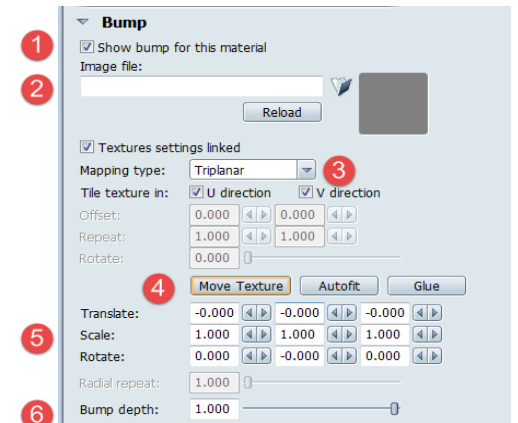 Bump
1 Show bump for this material
Image file:
2
Reload
Textures settings linked
Mapping type: Triplanar 3
Tile texture in: U direction V direction
Offset: 0.000 0.000
Repeat: 1.000 1.000
Rotate: 0.000
4 Move Texture Autofit Glue
Translate: -0.000 -0.000 -0.000
5 Scale: 1.000 1.000 1.000
Rotate: 0.000 -0.000 0.000
Radial repeat: 1.000
6 Bump depth: 1.000